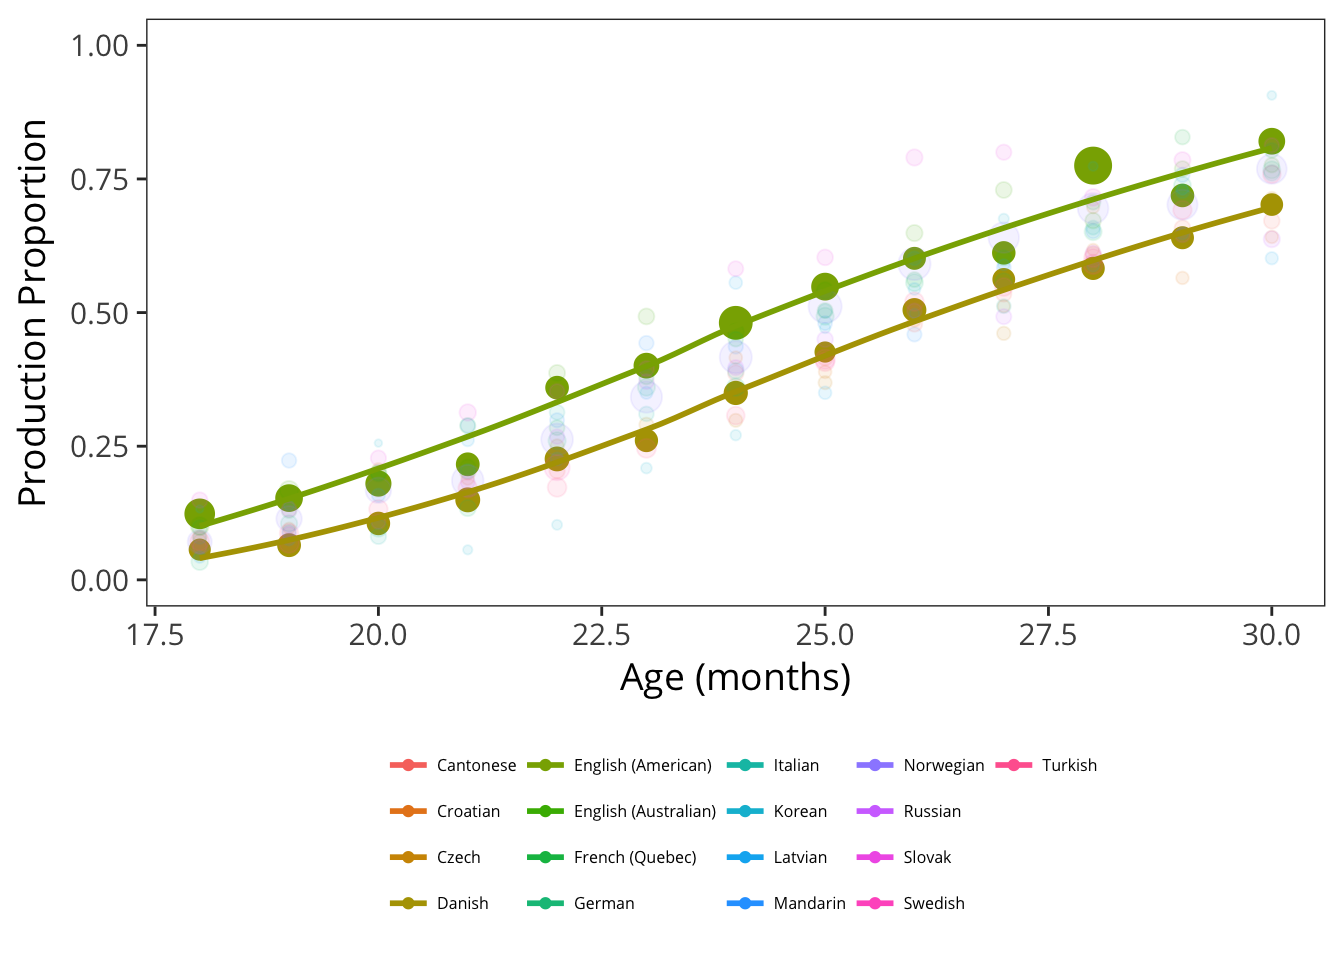 1.00
0.75
0.50
0.25
0.00
Production Proportion
17.5 20.0 22.5 25.0 27.5 30.0
Age (months)
Cantonese English (American) Italian Norwegian Turkish
Croatian English (Australian) Korean Russian
Czech French (Quebec) Latvian Slovak
Danish German Mandarin Swedish